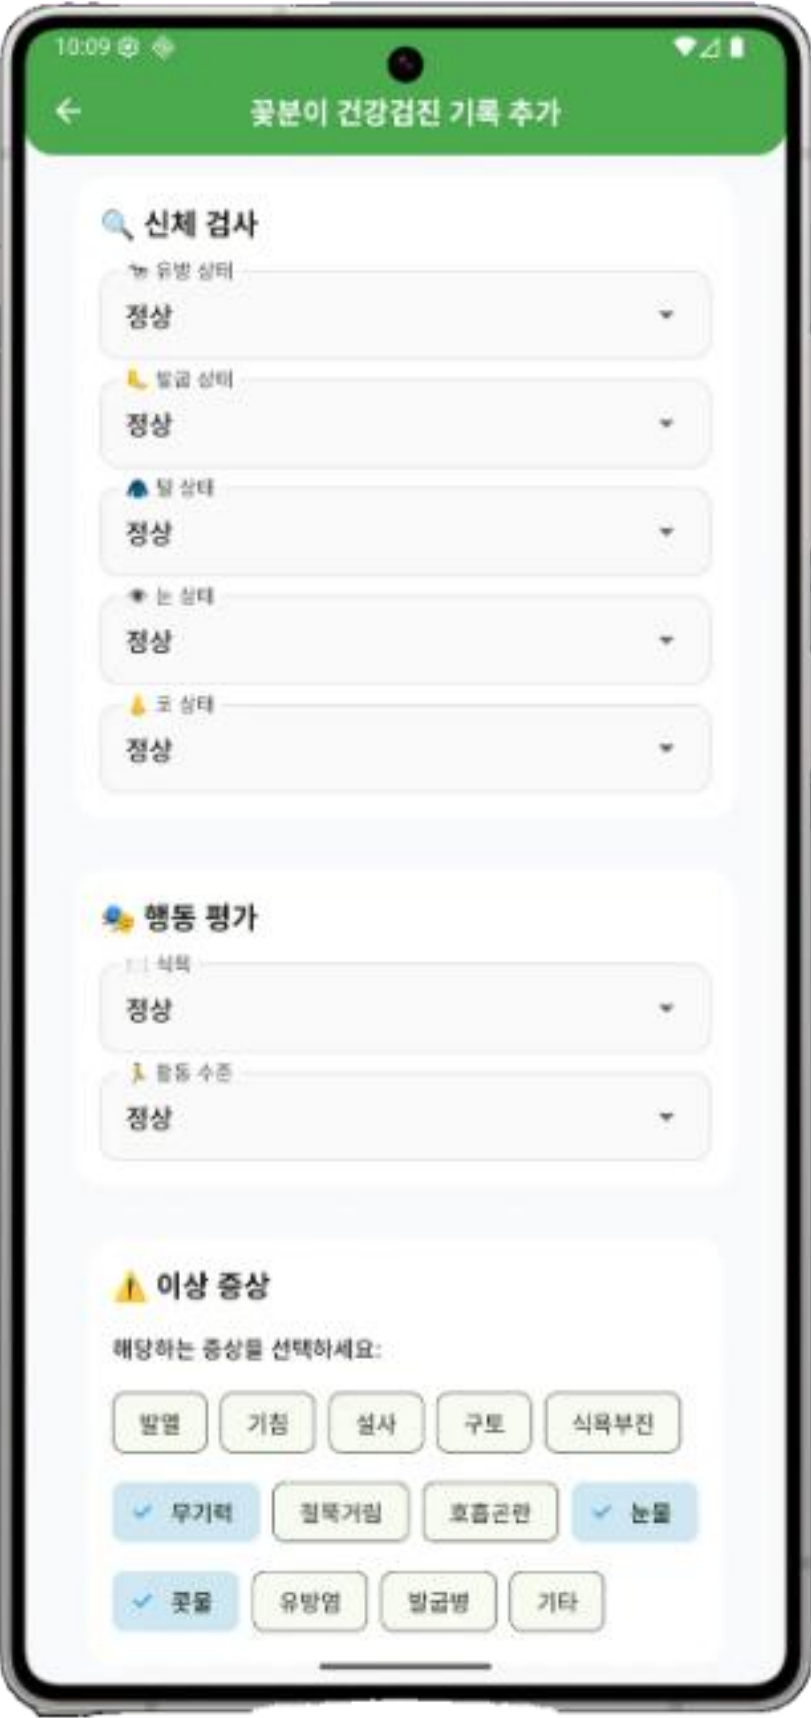 10:09
꽃분이 건강검진 기록 추가
신체 검사
유방 상태
정상
발굽 상태
정상
털 상태
정상
눈 상태
정상
코 상태
정상
행동 평가
식욕
정상
활동 수준
정상
이상 증상
해당하는 증상을 선택하세요:
발열 기침 설사 구토 식욕부진
무기력 절뚝거림 호흡곤란 눈물
콧물 유방염 발굽병 기타